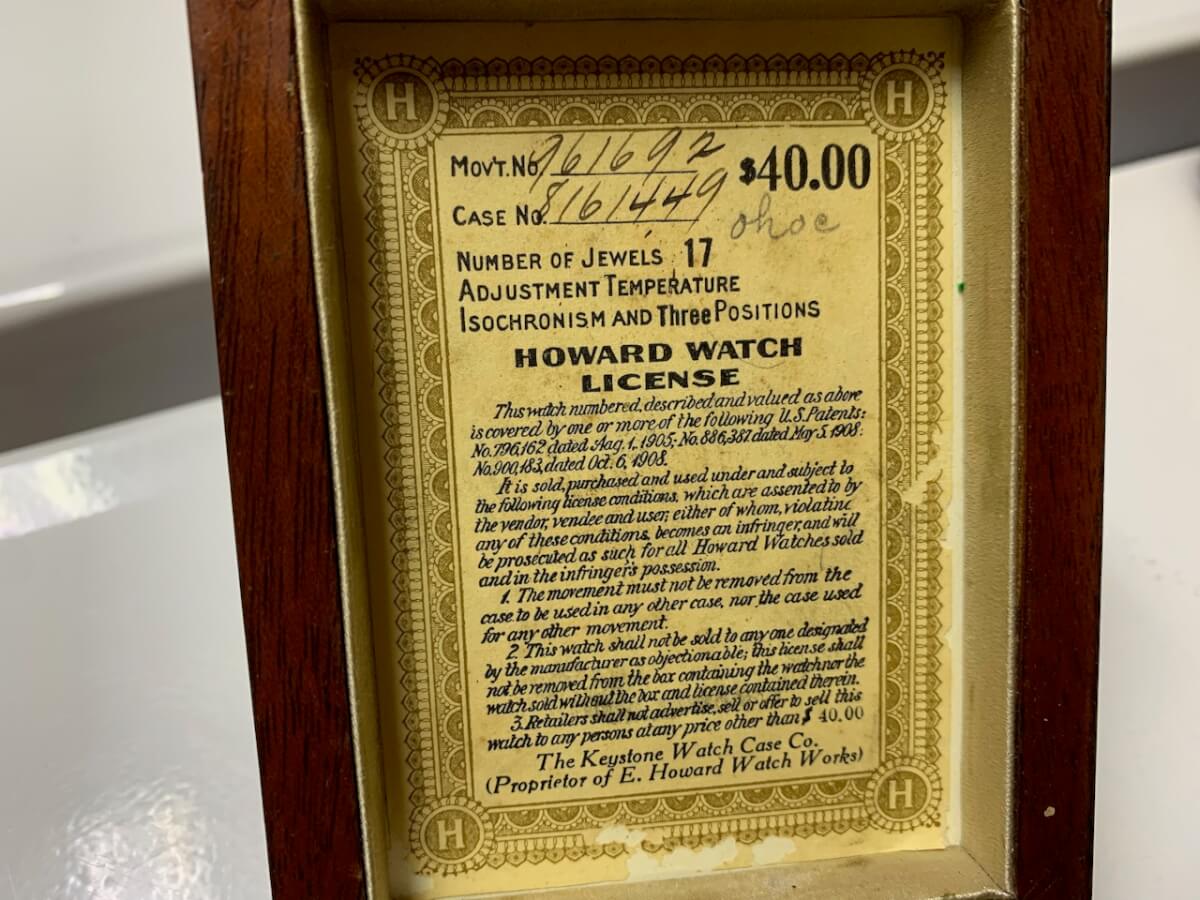 H H
MOV'T. NO. 961692 $40.00
CASE NO. 8161449
ohoe
NUMBER OF JEWELS 17
ADJUSTMENT TEMPERATURE
ISOCHRONISM AND Three POSITIONS
HOWARD WATCH
LICENSE
This watch numbered, described and valued as above
is covered by one or more of the following U.S. Patents:
No. 796,162 dated Aug. 1, 1905; No. 886,387 dated May 5, 1908:
No. 900,183, dated Oct. 6, 1908.
It is sold, purchased and used under and subject to
the following license conditions, which are assented to by
the vendor, vendee and user; either of whom, violating
any of these conditions, becomes an infringer, and will
be prosecuted as such for all Howard Watches sold
and in the infringer's possession.
1. The movement must not be removed from the
case to be used in any other case, nor the case used
for any other movement.
2. This watch shall not be sold to any one designated
by the manufacturer as objectionable; this license shall
not be removed from the box containing the watch nor the
watch sold without the box and license contained therein.
3. Retailers shall not advertise, sell or offer to sell this
watch to any persons at any price other than $ 40.00
The Keystone Watch Case Co.
(Proprietor of E. Howard Watch Works)
H H